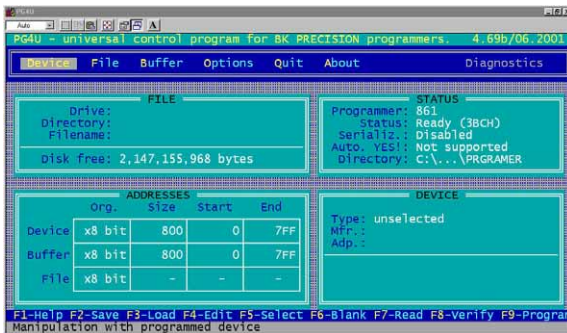 PG4U
Auto
A
PG4U - universal control program for BK PRECISION programmers. 4.69b/06.2001
Device File Buffer Options Quit About Diagnostics
FILE
Drive:
Directory:
Filename:
Disk free: 2,147,155,968 bytes
STATUS
Programmer: 861
Status: Ready (3BCH)
Serializ.: Disabled
Auto. YES!: Not supported
Directory: C:\...\PRGRAMER
ADDRESSES
Org. Size Start End
Device x8 bit 800 0 7FF
Buffer x8 bit 800 0 7FF
File x8 bit - - -
DEVICE
Type: unselected
Mfr.:
Adp.:
F1-Help F2-Save F3-Load F4-Edit F5-Select F6-Blank F7-Read F8-Verify F9-Program
Manipulation with programmed device